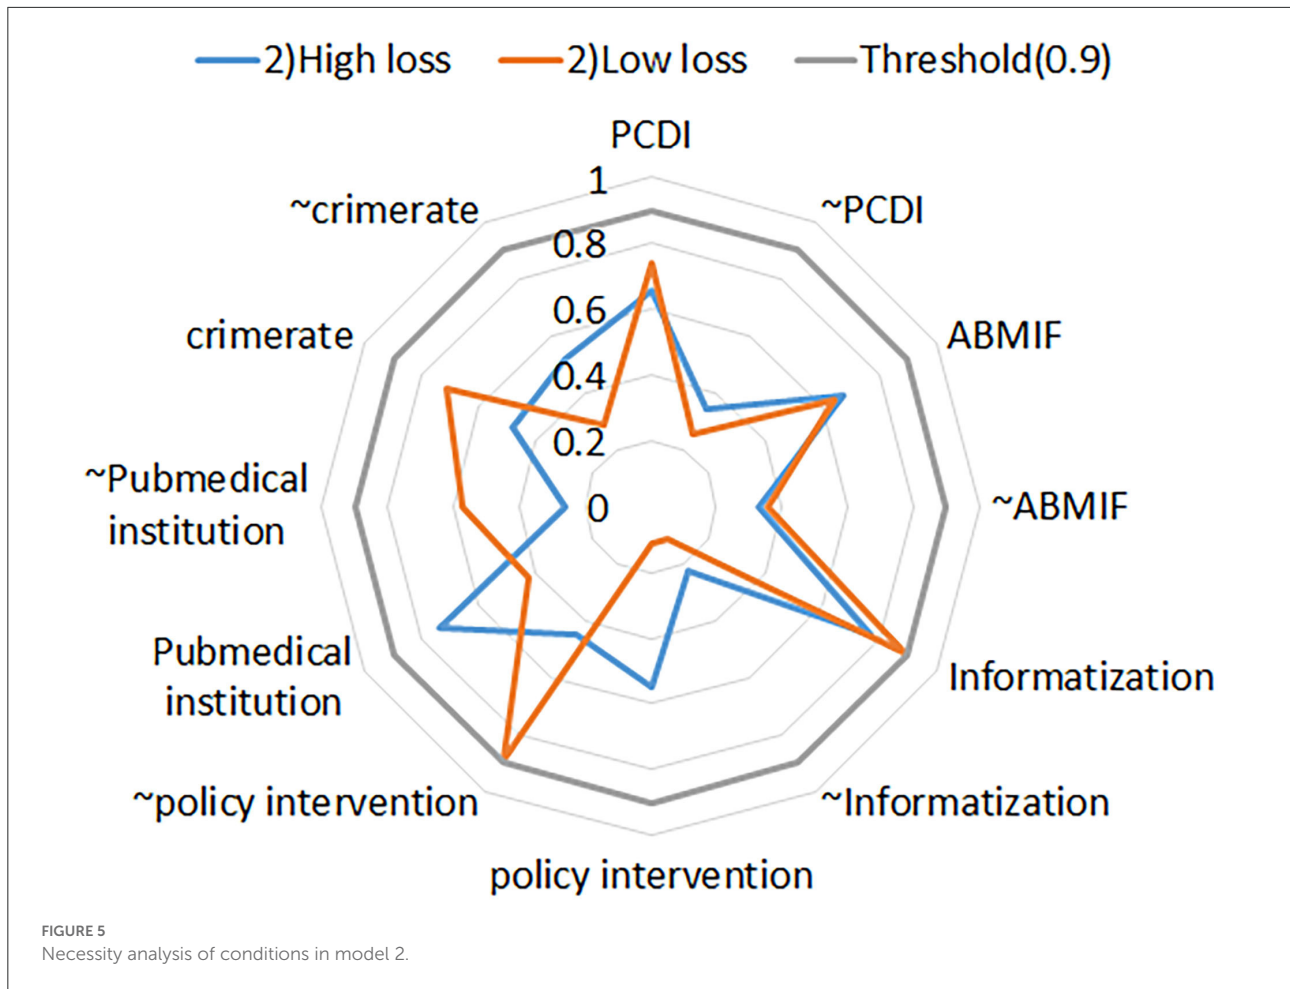 2)High loss 2)Low loss Threshold(0.9)
PCDI
~PCDI
ABMIF
~ABMIF
Informatization
~Informatization
policy intervention
~policy intervention
Pubmedical
institution
~Pubmedical
institution
crimerate
~crimerate
1
0.8
0.6
0.4
0.2
0
FIGURE 5
Necessity analysis of conditions in model 2.